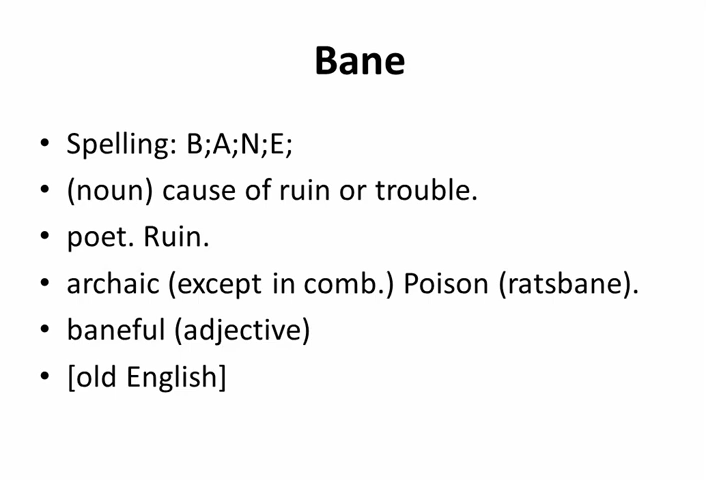 Bane
• Spelling: B;A;N;E;
• (noun) cause of ruin or trouble.
• poet. Ruin.
• archaic (except in comb.) Poison (ratsbane).
• baneful (adjective)
• [old English]